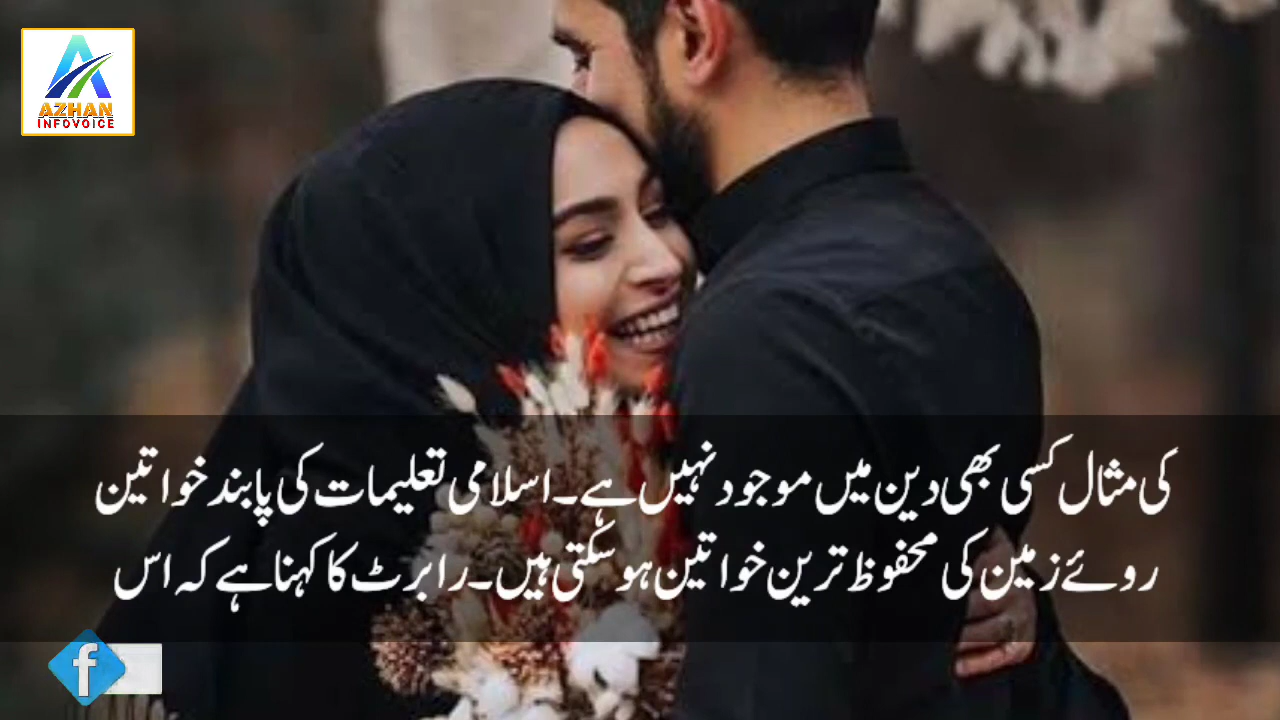 AZHAN
INFOVOICE
کی مثال کسی بھی دین میں موجود نہیں ہے۔اسلامی تعلیمات کی پابند خواتین
روئے زمین کی محفوظ ترین خواتین ہو سکتی ہیں۔رابرٹ کا کہنا ہے کہ اس
f